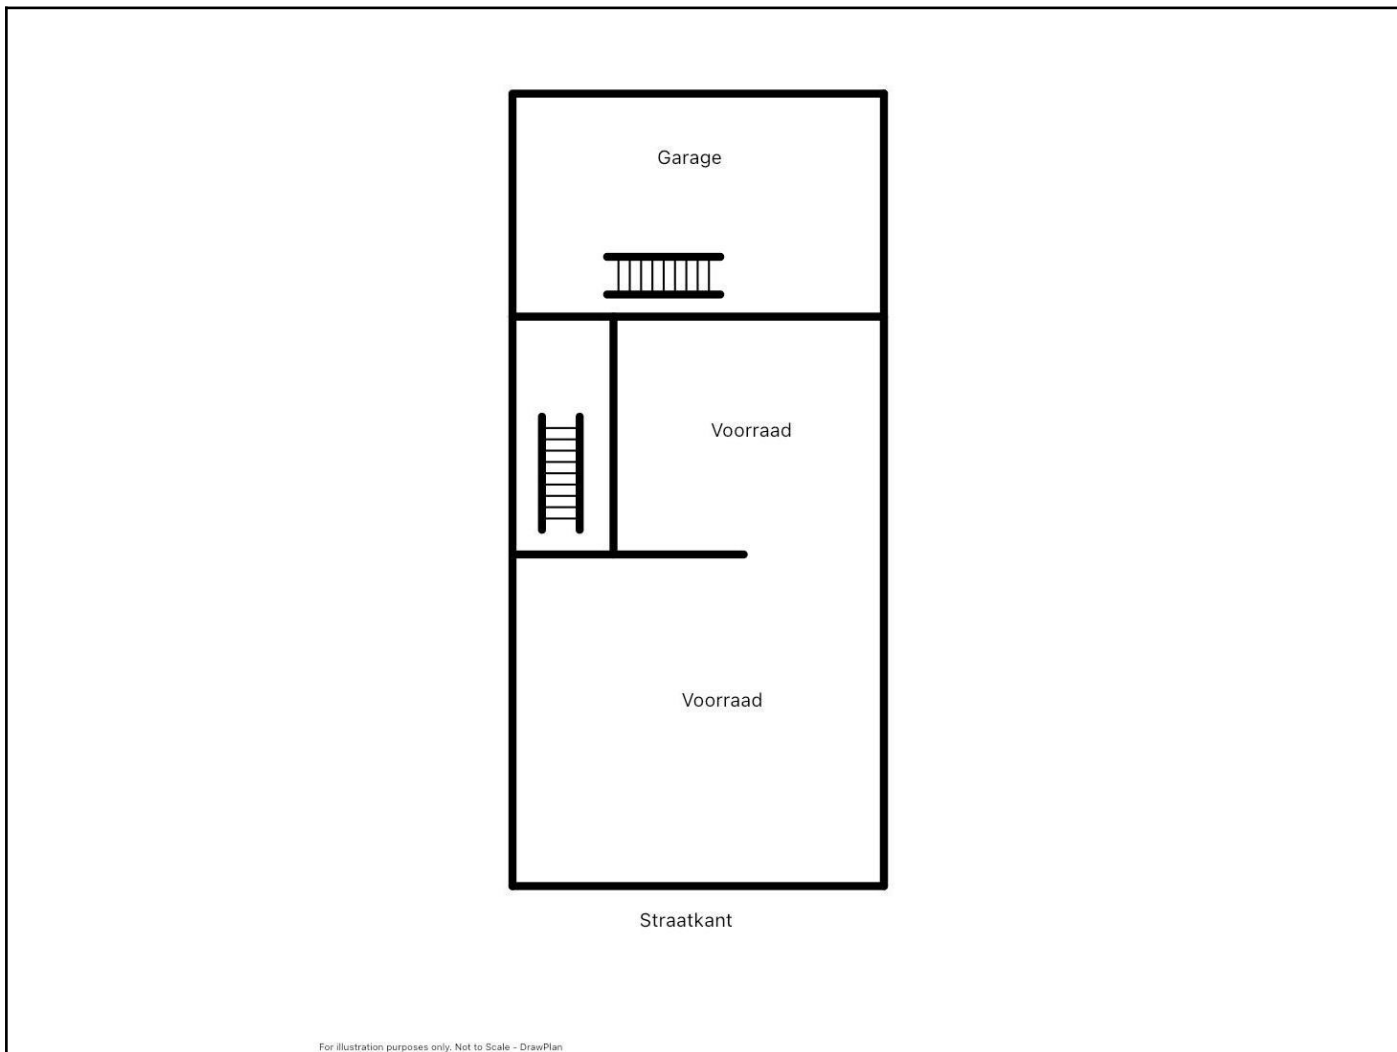 Garage
Voorraad
Voorraad
Straatkant
For illustration purposes only. Not to Scale - DrawPlan